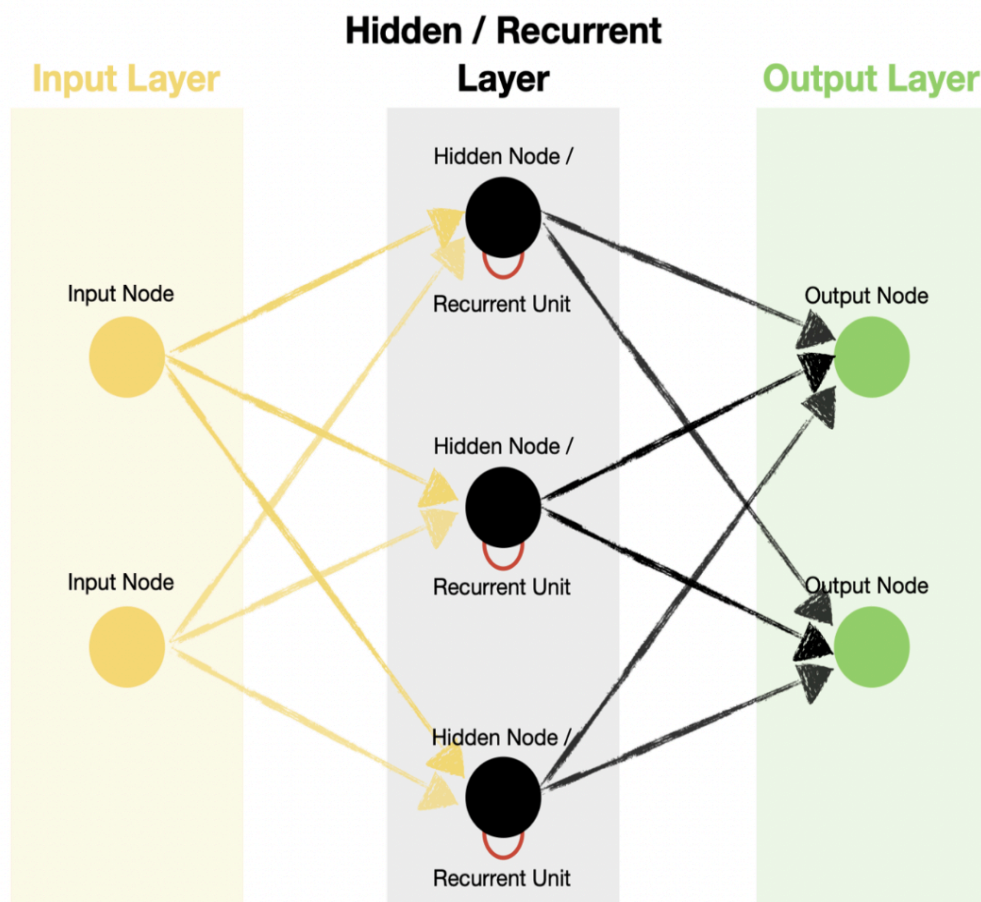 Hidden / Recurrent
Layer
Input Layer
Output Layer
Hidden Node /
Recurrent Unit
Input Node
Output Node
Hidden Node /
Recurrent Unit
Input Node
Output Node
Hidden Node /
Recurrent Unit